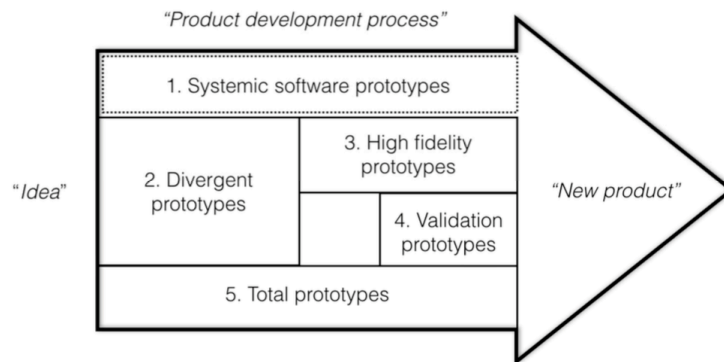 “Product development process”
1. Systemic software prototypes
3. High fidelity
prototypes
“Idea”
2. Divergent
prototypes
“New product”
4. Validation
prototypes
5. Total prototypes